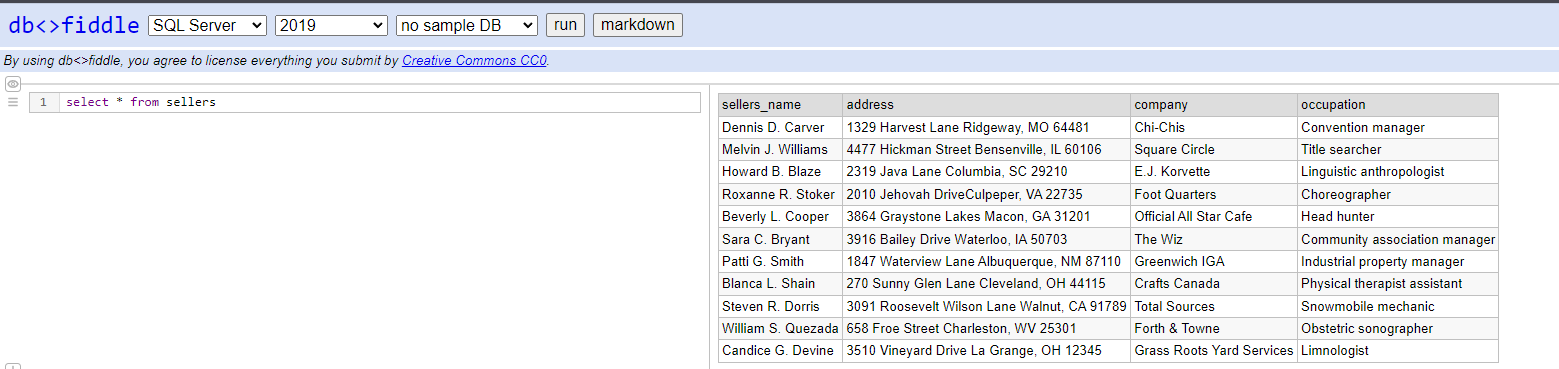 db<>fiddle SQL Server 2019 no sample DB run markdown
By using db<>fiddle, you agree to license everything you submit by Creative Commons CC0.
1 select * from sellers
sellers_name address company occupation
Dennis D. Carver 1329 Harvest Lane Ridgeway, MO 64481 Chi-Chis Convention manager
Melvin J. Williams 4477 Hickman Street Bensenville, IL 60106 Square Circle Title searcher
Howard B. Blaze 2319 Java Lane Columbia, SC 29210 E.J. Korvette Linguistic anthropologist
Roxanne R. Stoker 2010 Jehovah DriveCulpeper, VA 22735 Foot Quarters Choreographer
Beverly L. Cooper 3864 Graystone Lakes Macon, GA 31201 Official All Star Cafe Head hunter
Sara C. Bryant 3916 Bailey Drive Waterloo, IA 50703 The Wiz Community association manager
Patti G. Smith 1847 Waterview Lane Albuquerque, NM 87110 Greenwich IGA Industrial property manager
Blanca L. Shain 270 Sunny Glen Lane Cleveland, OH 44115 Crafts Canada Physical therapist assistant
Steven R. Dorris 3091 Roosevelt Wilson Lane Walnut, CA 91789 Total Sources Snowmobile mechanic
William S. Quezada 658 Froe Street Charleston, WV 25301 Forth & Towne Obstetric sonographer
Candice G. Devine 3510 Vineyard Drive La Grange, OH 12345 Grass Roots Yard Services Limnologist